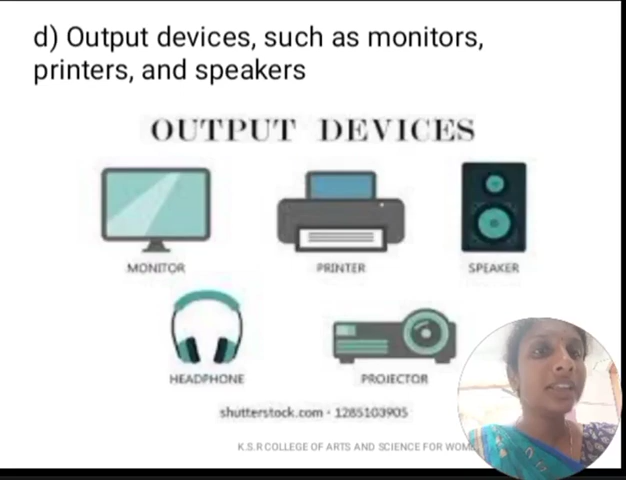 d) Output devices, such as monitors,
printers, and speakers
OUTPUT DEVICES
MONITOR
PRINTER
SPEAKER
HEADPHONE
PROJECTOR
shutterstock.com · 1285103905
K.S.R COLLEGE OF ARTS AND SCIENCE FOR